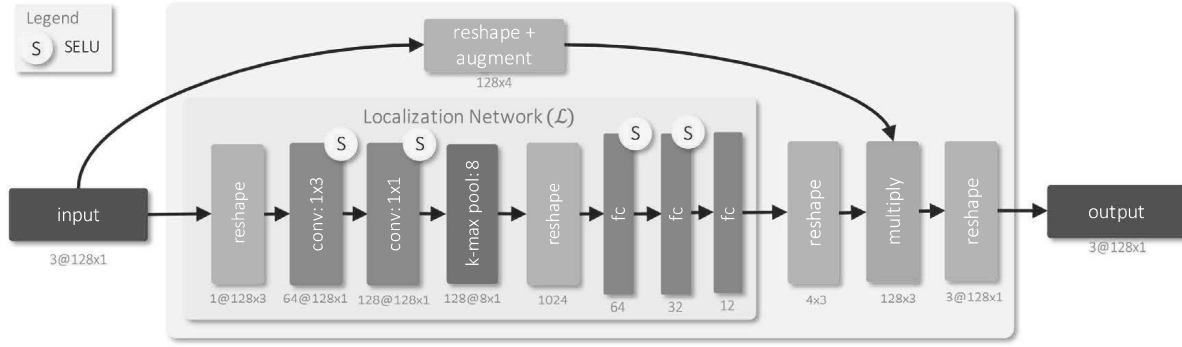 Legend
S SELU
reshape +
augment
128x4
Localization Network (ℒ)
S
S
S
S
input
3@128x1
reshape
1@128x3
conv: 1x3
64@128x1
conv: 1x1
128@128x1
k-max pool: 8
128@8x1
reshape
1024
fc
64
fc
32
fc
12
reshape
4x3
multiply
128x3
reshape
3@128x1
output
3@128x1